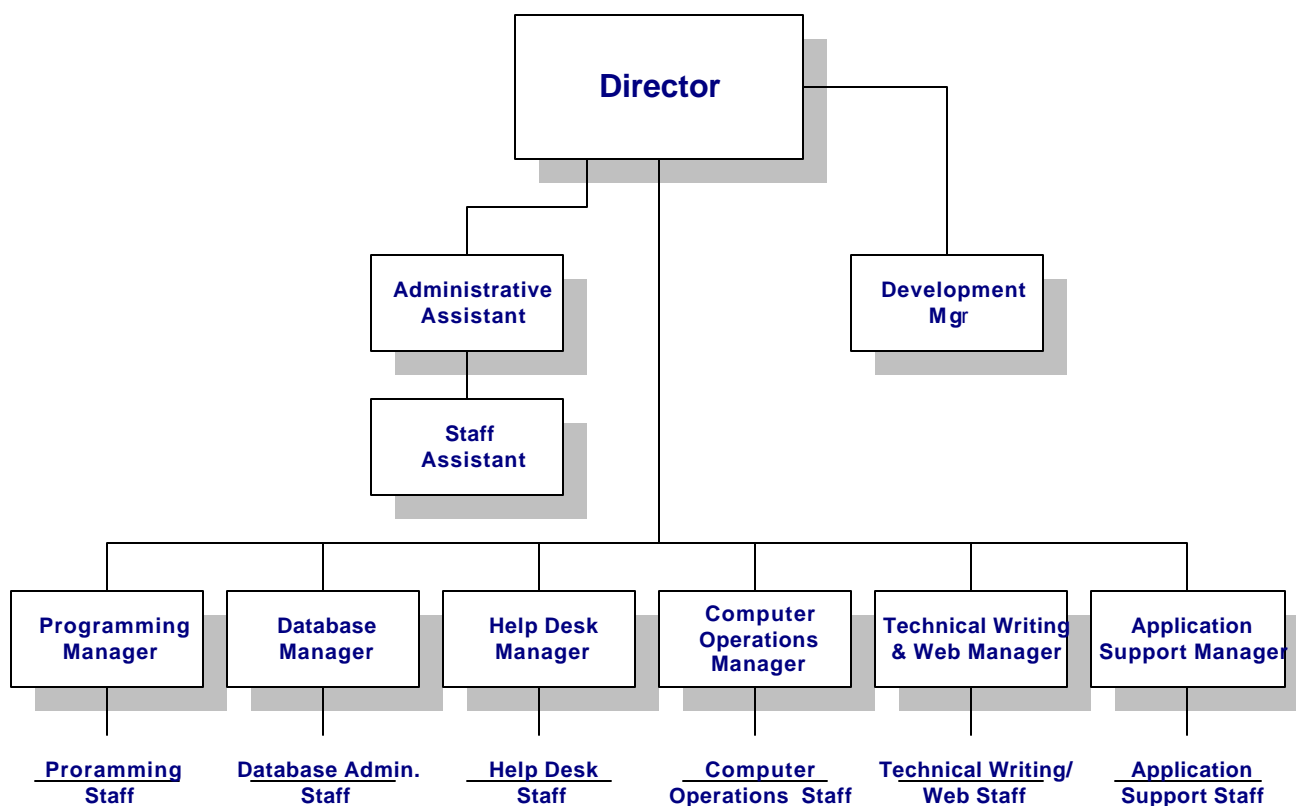 Director
Administrative
Assistant
Development
Mgr
Staff
Assistant
Programming
Manager
Database
Manager
Help Desk
Manager
Computer
Operations
Manager
Technical Writing
& Web Manager
Application
Support Manager
Proramming
Staff
Database Admin.
Staff
Help Desk
Staff
Computer
Operations Staff
Technical Writing/
Web Staff
Application
Support Staff